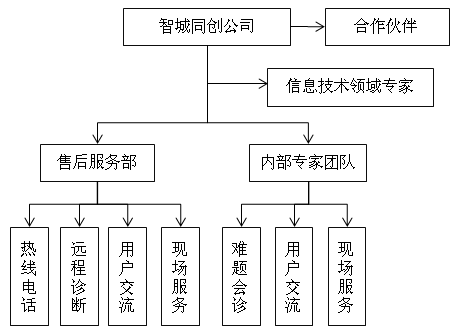 智城同创公司
合作伙伴
信息技术领域专家
售后服务部
内部专家团队
热线电话
远程诊断
用户交流
现场服务
难题会诊
用户交流
现场服务